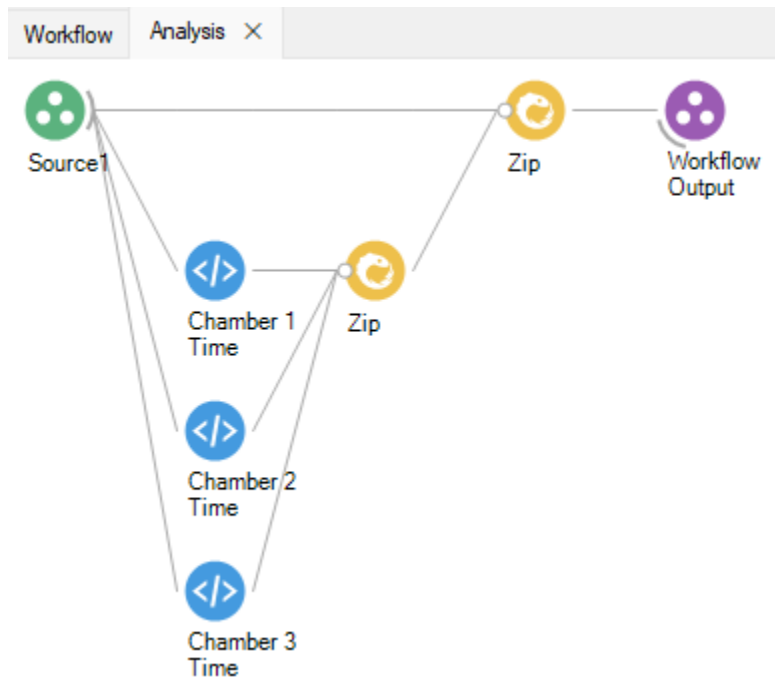 Workflow
Analysis
Source1
Zip
Workflow
Output
Chamber 1
Time
Zip
Chamber 2
Time
Chamber 3
Time